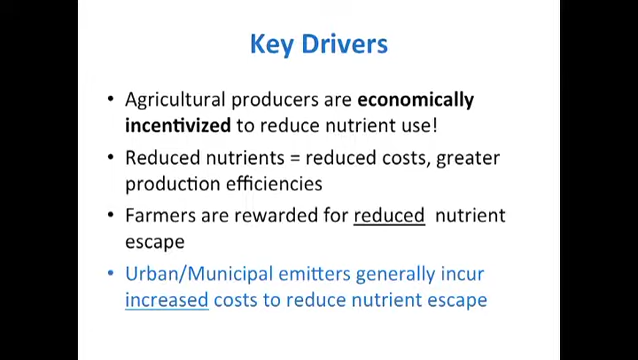 Key Drivers
• Agricultural producers are economically
incentivized to reduce nutrient use!
• Reduced nutrients = reduced costs, greater
production efficiencies
• Farmers are rewarded for reduced nutrient
escape
• Urban/Municipal emitters generally incur
increased costs to reduce nutrient escape